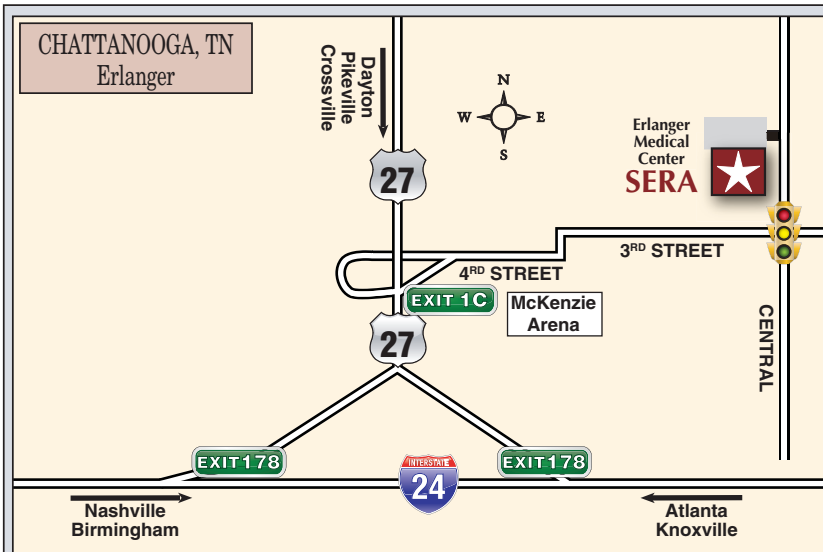 CHATTANOOGA, TN
Erlanger
Dayton
Pikeville
Crossville
N
W E
S
Erlanger
Medical
Center
SERA
27
3RD STREET
4RD STREET
EXIT 1C
McKenzie
Arena
27
CENTRAL
EXIT 178
EXIT 178
INTERSTATE
24
Nashville
Birmingham
Atlanta
Knoxville